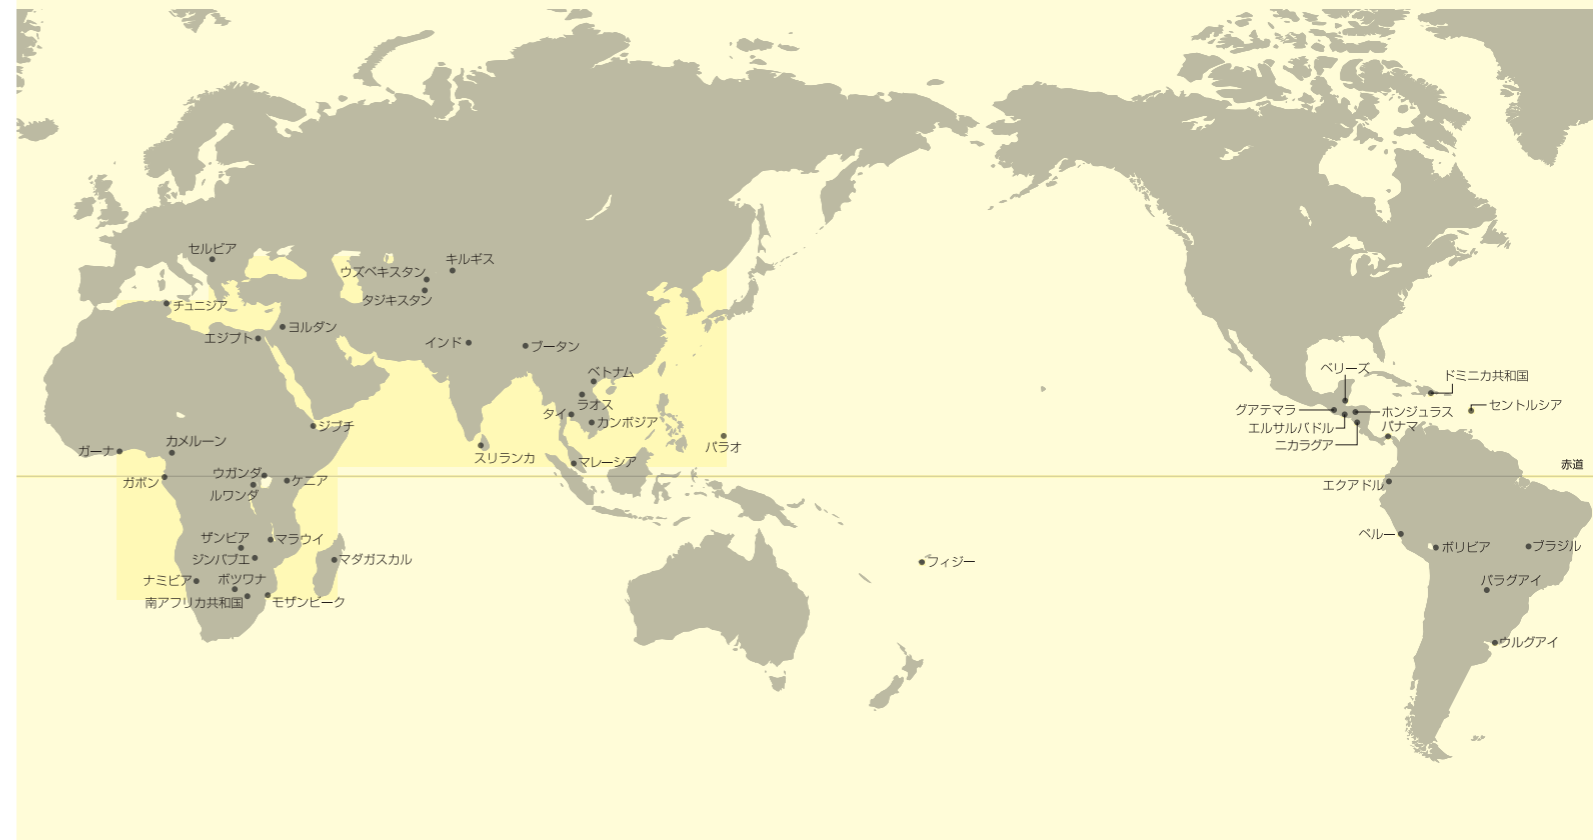 セルビア
キルギス
ウズベキスタン
タジキスタン
チュニジア
ヨルダン
エジプト
インド
ブータン
ベトナム
ラオス
タイ
カンボジア
ジブチ
パラオ
スリランカ
マレーシア
ガーナ
カメルーン
ガボン
ウガンダ
ケニア
ルワンダ
ザンビア
マラウイ
ジンバブエ
マダガスカル
ナミビア
ボツワナ
南アフリカ共和国
モザンビーク
フィジー
ベリーズ
ドミニカ共和国
グアテマラ
ホンジュラス
セントルシア
エルサルバドル
パナマ
ニカラグア
赤道
エクアドル
ペルー
ボリビア
ブラジル
パラグアイ
ウルグアイ